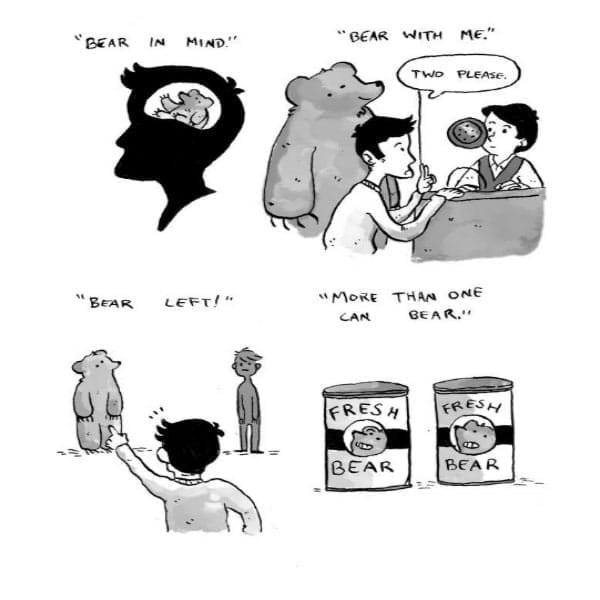 "BEAR IN MIND."
"BEAR WITH ME."
TWO PLEASE.
"BEAR LEFT!"
"MORE THAN ONE
CAN BEAR."
FRESH
BEAR
FRESH
BEAR